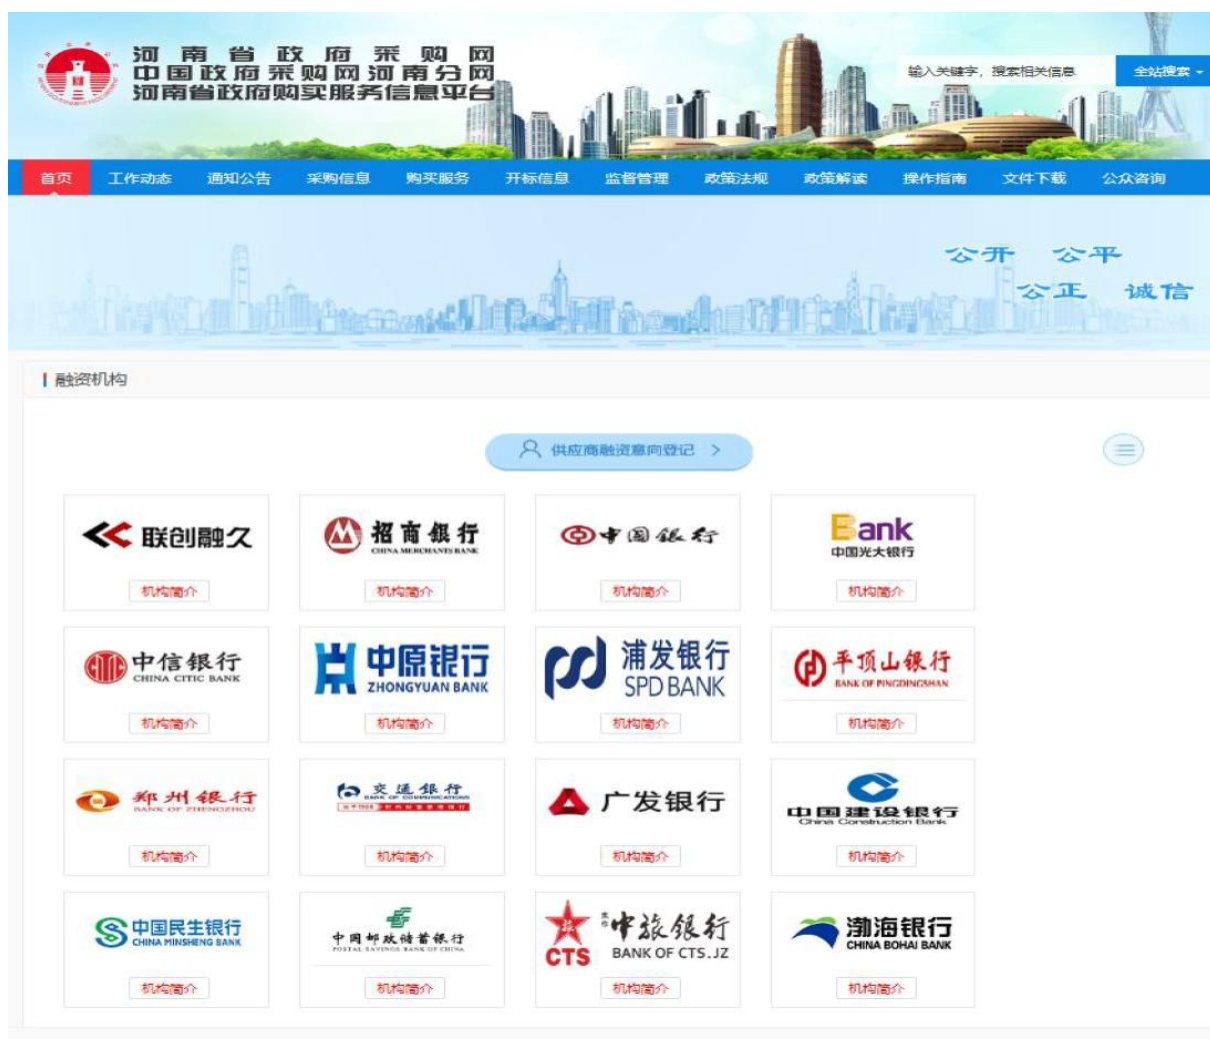 河南省政府采购网
中国政府采购网河南分网
河南省政府购买服务信息平台
输入关键字，搜索相关信息 全站搜索
首页 工作动态 通知公告 采购信息 购买服务 开标信息 监督管理 政策法规 政策解读 操作指南 文件下载 公众咨询
公开 公平
公正 诚信
融资机构
供应商融资意向登记 >
联创融久 招商银行 中国银行 Bank
CHINA MERCHANTS BANK 中国光大银行
机构简介 机构简介 机构简介 机构简介
中信银行 中原银行 浦发银行 平顶山银行
CHINA CITIC BANK ZHONGYUAN BANK SPD BANK BANK OF PINGDINGSHAN
机构简介 机构简介 机构简介 机构简介
郑州银行 交通银行 广发银行 中国建设银行
BANK OF ZHENGZHOU BANK OF COMMUNICATIONS China Construction Bank
机构简介 机构简介 机构简介 机构简介
中国民生银行 中国邮政储蓄银行 焦作中旅银行 渤海银行
CHINA MINSHENG BANK POSTAL SAVINGS BANK OF CHINA CTS BANK OF CTS.JZ CHINA BOHAI BANK
机构简介 机构简介 机构简介 机构简介